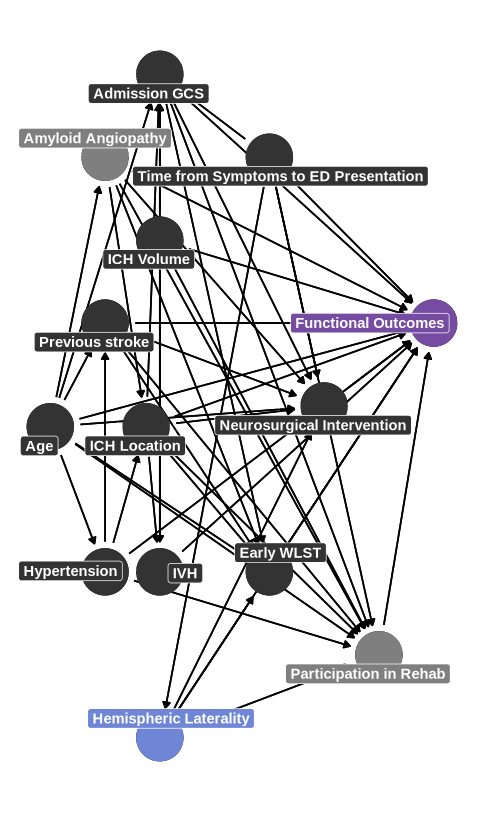 Admission GCS
Amyloid Angiopathy
Time from Symptoms to ED Presentation
ICH Volume
Functional Outcomes
Previous stroke
Neurosurgical Intervention
Age
ICH Location
Early WLST
Hypertension
IVH
Participation in Rehab
Hemispheric Laterality